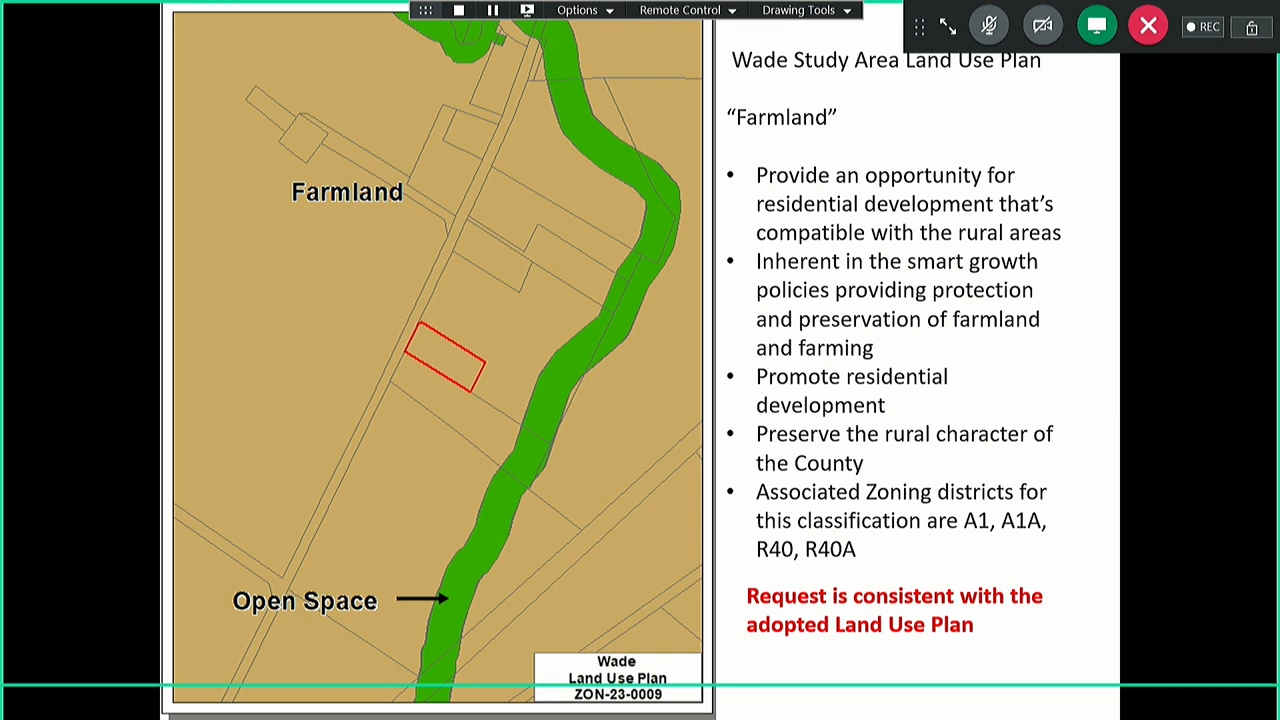 Options Remote Control Drawing Tools
REC
Wade Study Area Land Use Plan
“Farmland”
• Provide an opportunity for
residential development that’s
compatible with the rural areas
• Inherent in the smart growth
policies providing protection
and preservation of farmland
and farming
• Promote residential
development
• Preserve the rural character of
the County
• Associated Zoning districts for
this classification are A1, A1A,
R40, R40A
Request is consistent with the
adopted Land Use Plan
Farmland
Open Space
Wade
Land Use Plan
ZON-23-0009